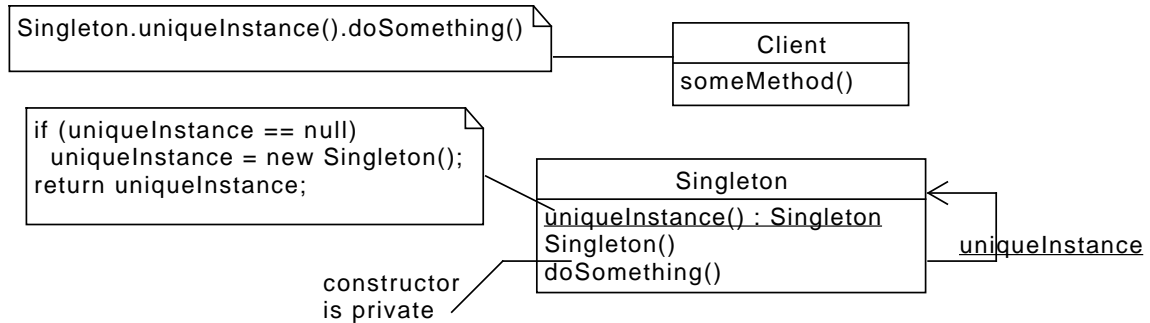 Singleton.uniqueInstance().doSomething()
Client
someMethod()
if (uniqueInstance == null)
uniqueInstance = new Singleton();
return uniqueInstance;
Singleton
uniqueInstance() : Singleton
Singleton()
doSomething()
uniqueInstance
constructor
is private